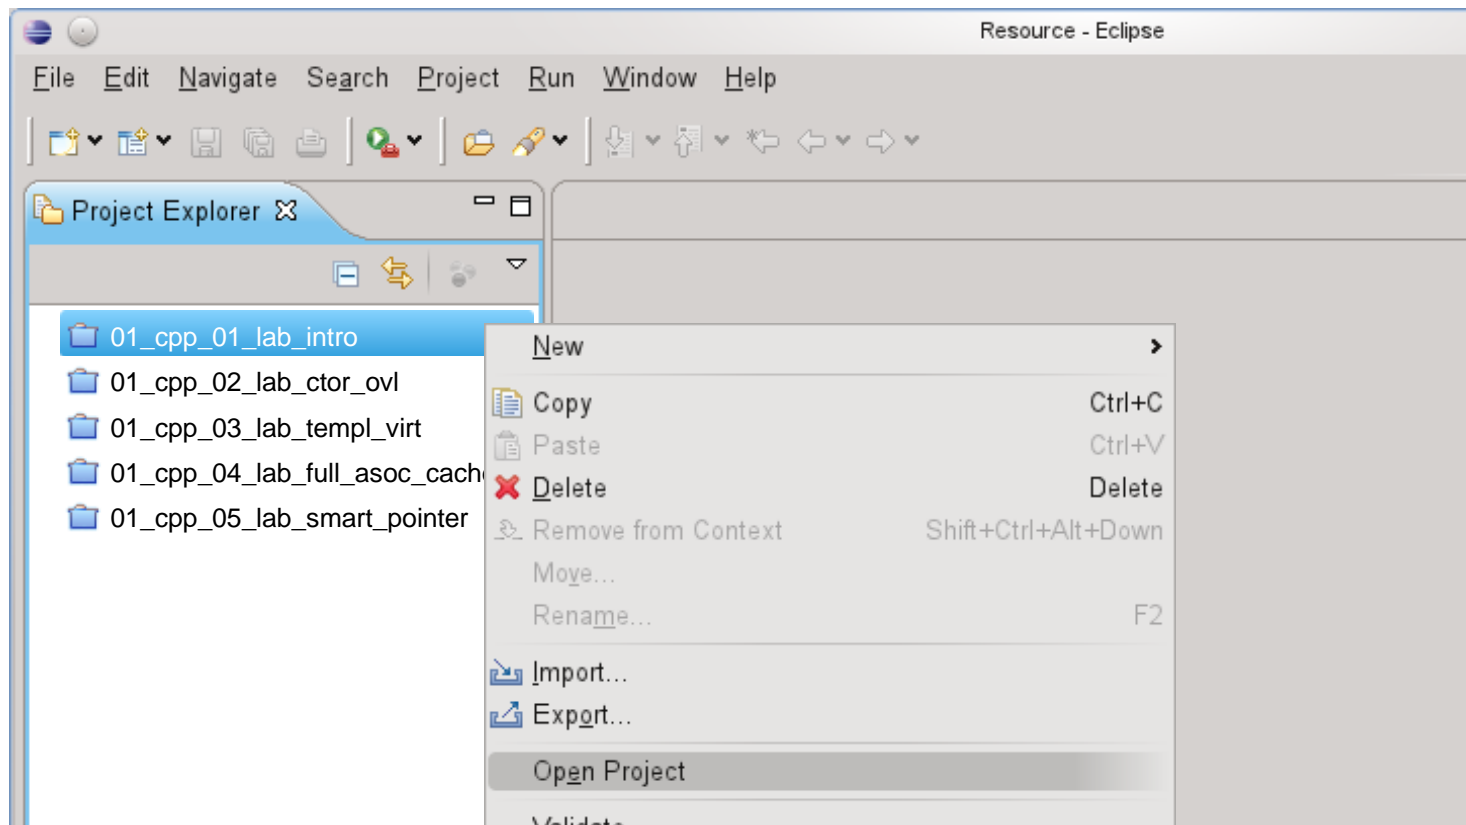 Resource - Eclipse
File Edit Navigate Search Project Run Window Help
Project Explorer
01_cpp_01_lab_intro
01_cpp_02_lab_ctor_ovl
01_cpp_03_lab_templ_virt
01_cpp_04_lab_full_asoc_cach
01_cpp_05_lab_smart_pointer
New
Copy Ctrl+C
Paste Ctrl+V
Delete Delete
Remove from Context Shift+Ctrl+Alt+Down
Move...
Rename... F2
Import...
Export...
Open Project
Validate